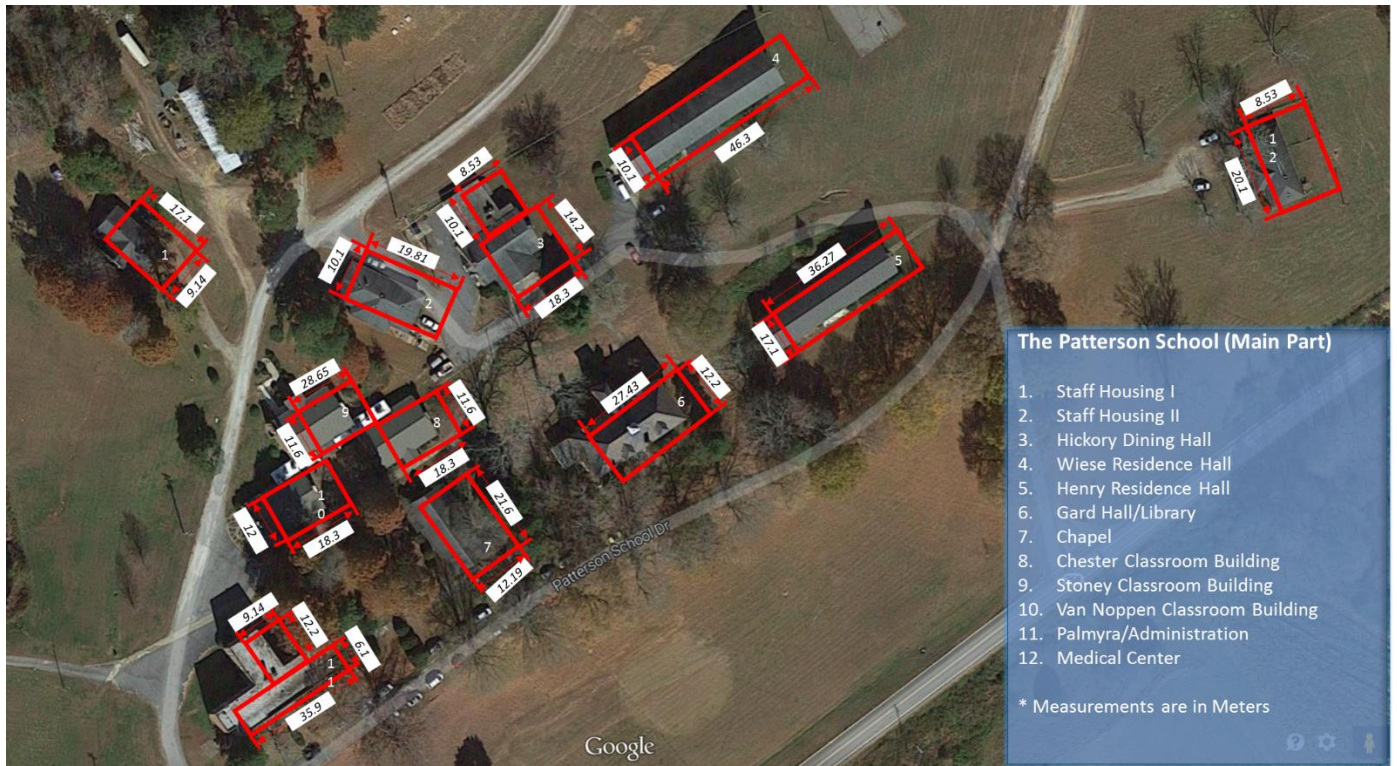 4
46.3
10.1
8.53
1
2
20.1
8.53
10.1
14.2
3
18.3
17.1
1
9.14
10.1
19.81
2
36.27
5
17.1
28.65
9
11.6
11.6
8
18.3
27.43
12.2
6
1
0
12
18.3
21.6
7
12.19
Patterson School Dr
9.14
12.2
6.1
1
1
35.9
Google
The Patterson School (Main Part)
1. Staff Housing I
2. Staff Housing II
3. Hickory Dining Hall
4. Wiese Residence Hall
5. Henry Residence Hall
6. Gard Hall/Library
7. Chapel
8. Chester Classroom Building
9. Stoney Classroom Building
10. Van Noppen Classroom Building
11. Palmyra/Administration
12. Medical Center
* Measurements are in Meters